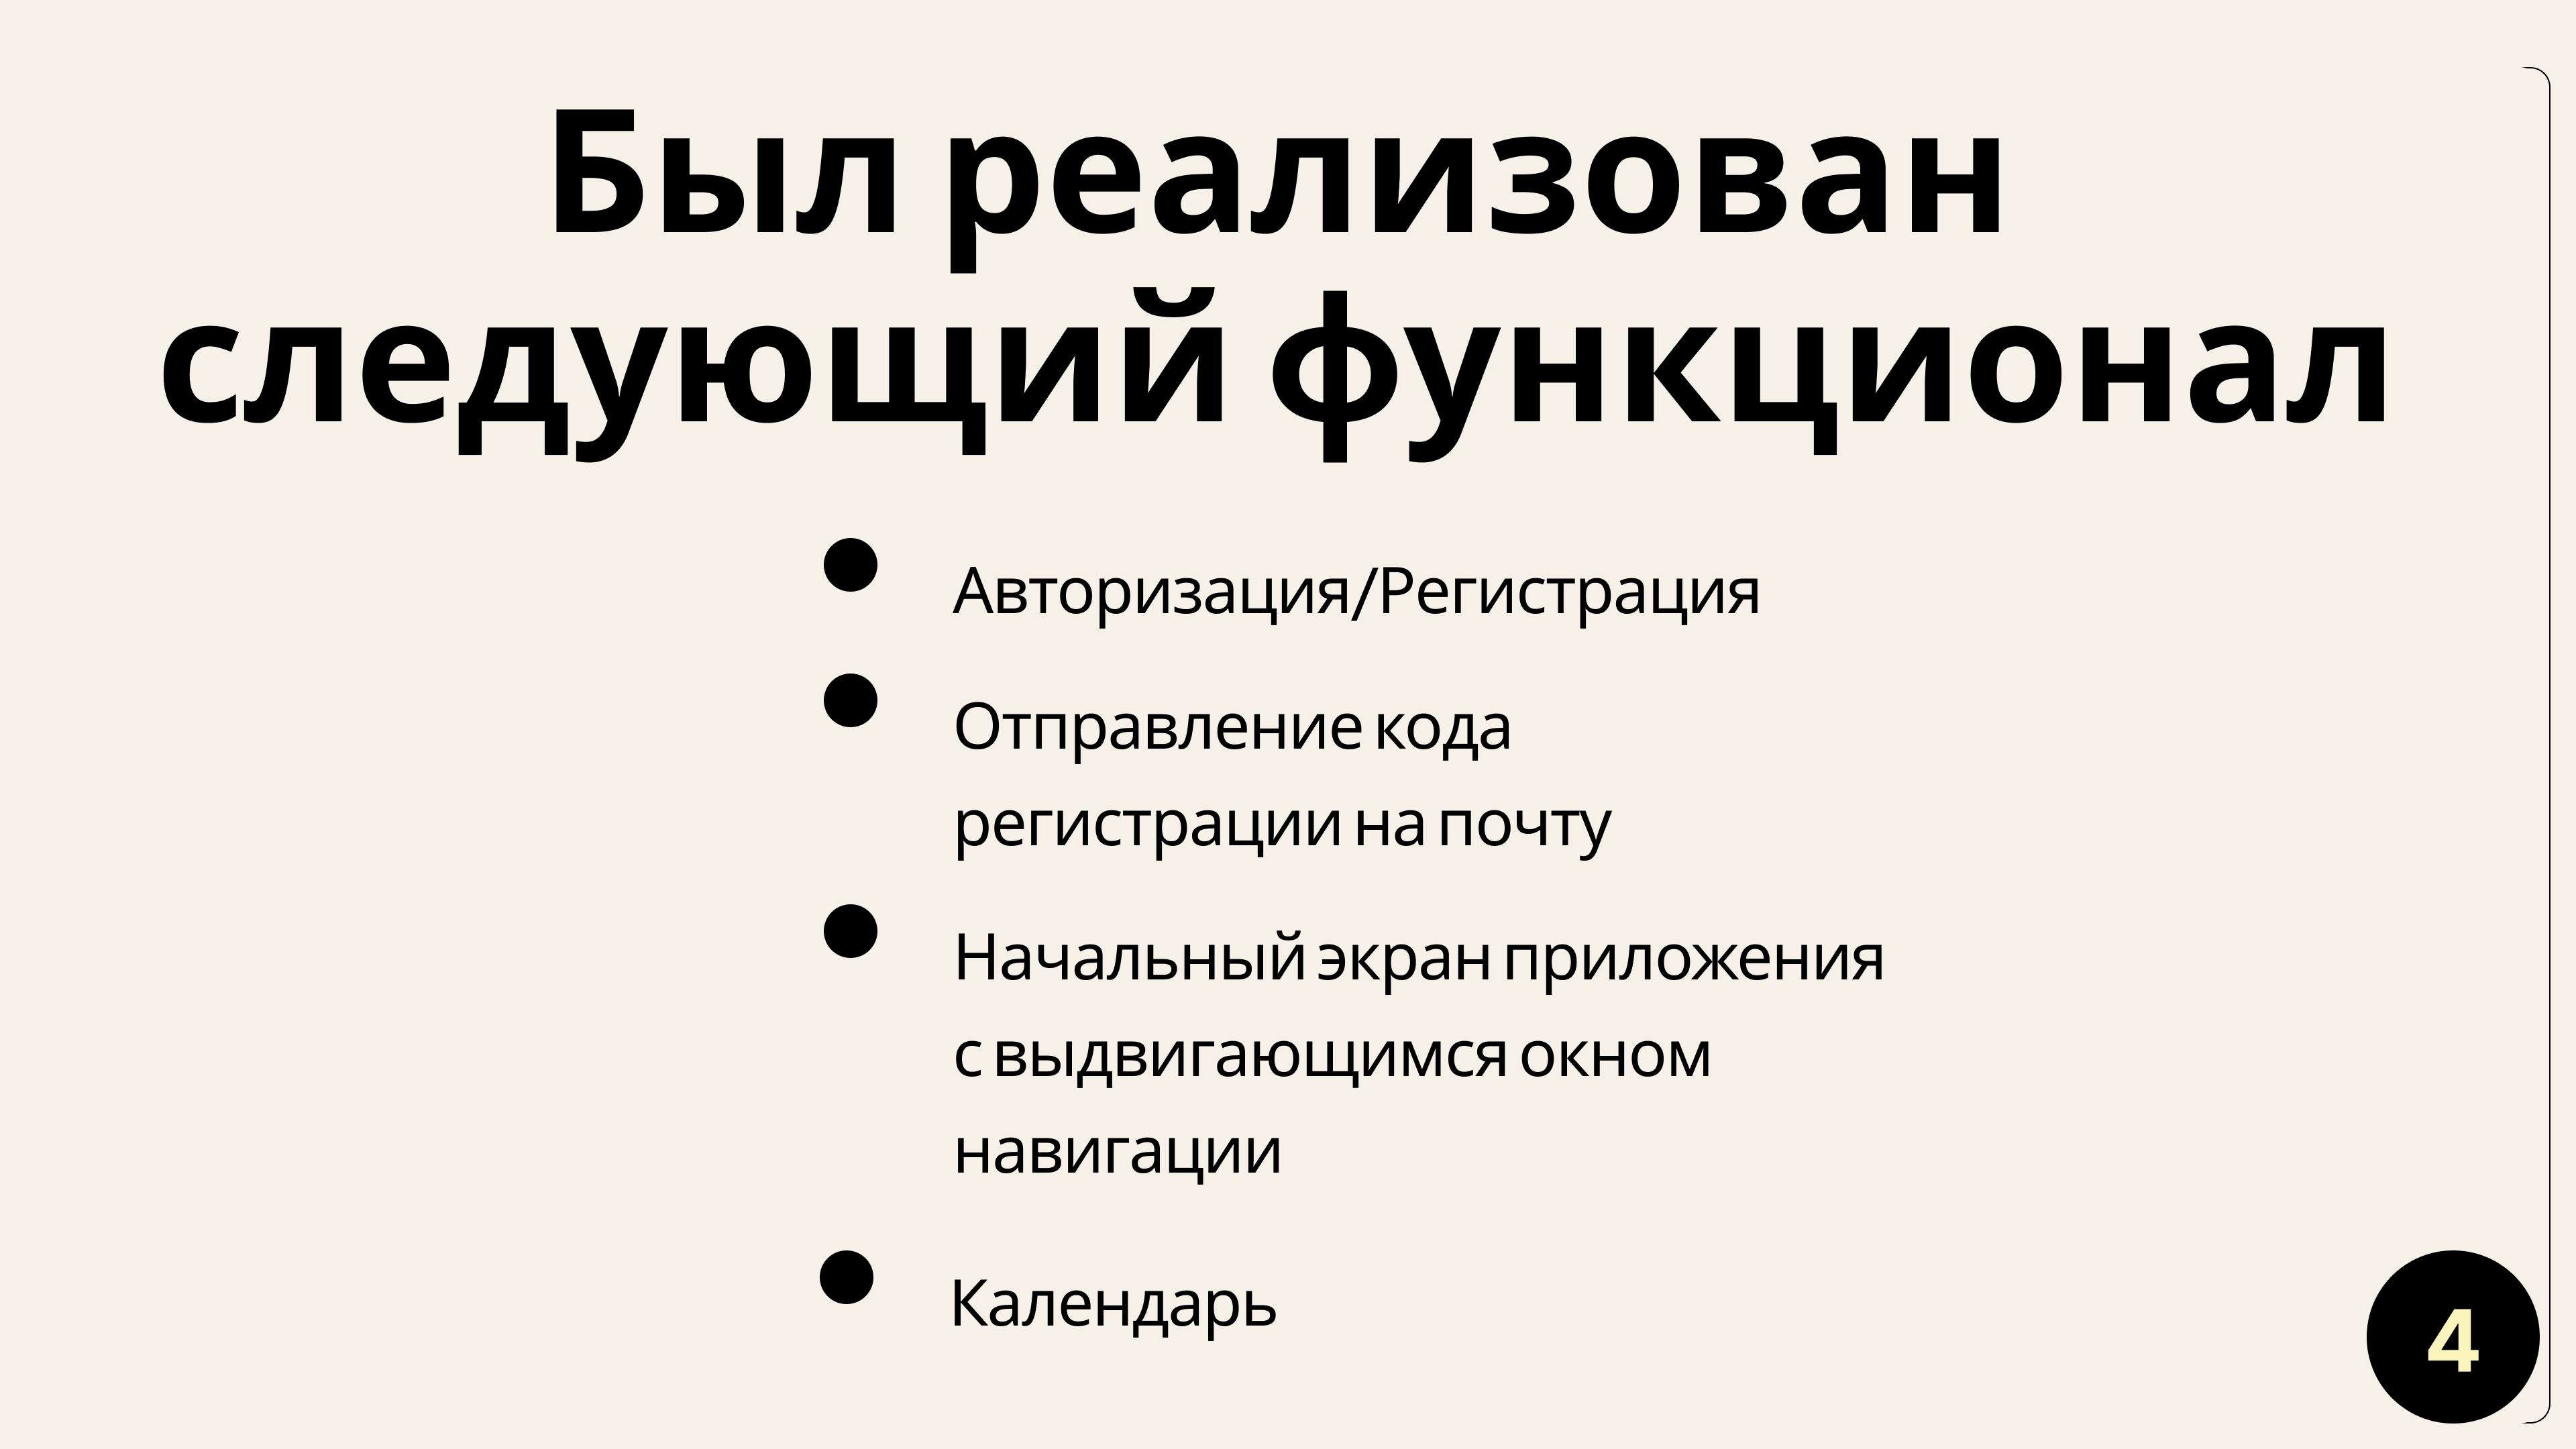 Был реализован
следующий функционал
Авторизация/Регистрация
Отправление кода
регистрации на почту
Начальный экран приложения
с выдвигающимся окном
навигации
Календарь
4